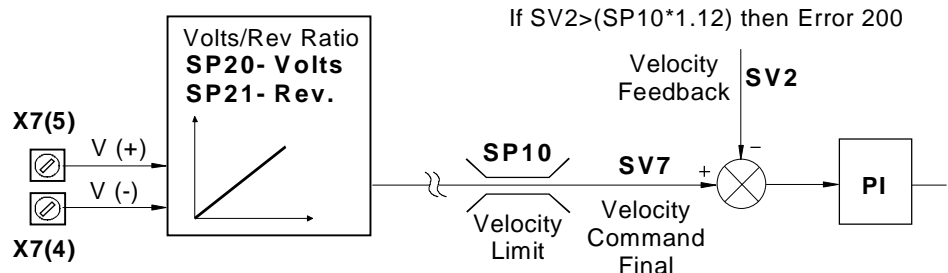 If SV2>(SP10*1.12) then Error 200
Volts/Rev Ratio
SP20- Volts
SP21- Rev.
Velocity
Feedback
SV2
X7(5)
V (+)
V (-)
X7(4)
SP10
Velocity
Limit
SV7
Velocity
Command
Final
+
−
PI